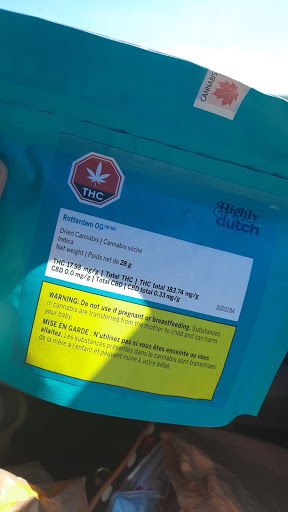 CANNABIS
THC
Highly
dutch
Rotterdam OG TM/MC
Dried Cannabis | Cannabis séché
Indica
Net weight | Poids net de 28 g
THC 17.98 mg/g | Total THC | THC total 183.74 mg/g
CBD 0.0 mg/g | Total CBD | CBD total 0.33 mg/g
3000784
WARNING: Do not use if pregnant or breastfeeding. Substances
in cannabis are transferred from the mother to child and can harm
your baby.
MISE EN GARDE : N'utilisez pas si vous êtes enceinte ou vous
allaitez. Les substances présentes dans le cannabis sont transmises
de la mère à l'enfant et peuvent nuire à votre bébé.